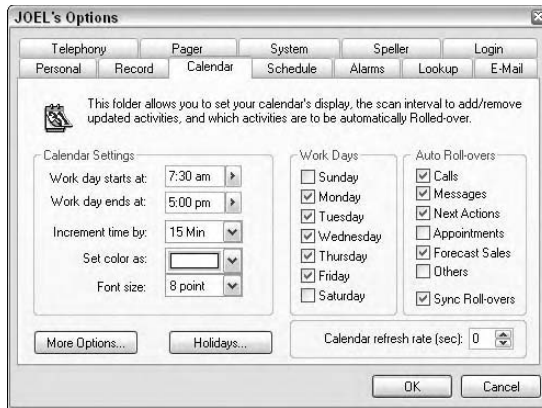 JOEL's Options
Telephony Pager System Speller Login
Personal Record Calendar Schedule Alarms Lookup E-Mail
This folder allows you to set your calendar's display, the scan interval to add/remove
updated activities, and which activities are to be automatically Rolled-over.
Calendar Settings
Work day starts at: 7:30 am
Work day ends at: 5:00 pm
Increment time by: 15 Min
Set color as:
Font size: 8 point
Work Days
Sunday
Monday
Tuesday
Wednesday
Thursday
Friday
Saturday
Auto Roll-overs
Calls
Messages
Next Actions
Appointments
Forecast Sales
Others
Sync Roll-overs
More Options... Holidays...
Calendar refresh rate (sec): 0
OK Cancel